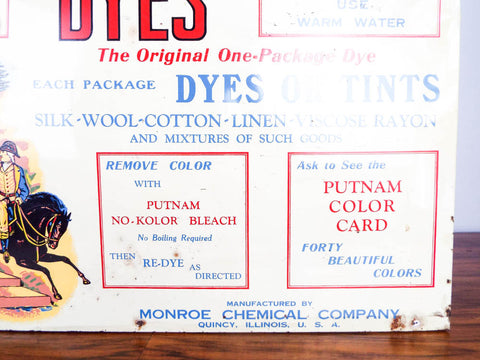 DYES
USE.
WARM WATER
The Original One-Package Dye
EACH PACKAGE DYES OR TINTS
SILK-WOOL-COTTON-LINEN-VISCOSE RAYON
AND MIXTURES OF SUCH GOODS
REMOVE COLOR
WITH
PUTNAM
NO-KOLOR BLEACH
No Boiling Required
THEN RE-DYE AS DIRECTED
Ask to See the
PUTNAM
COLOR
CARD
FORTY
BEAUTIFUL
COLORS
MANUFACTURED BY
MONROE CHEMICAL COMPANY
QUINCY, ILLINOIS, U. S. A.